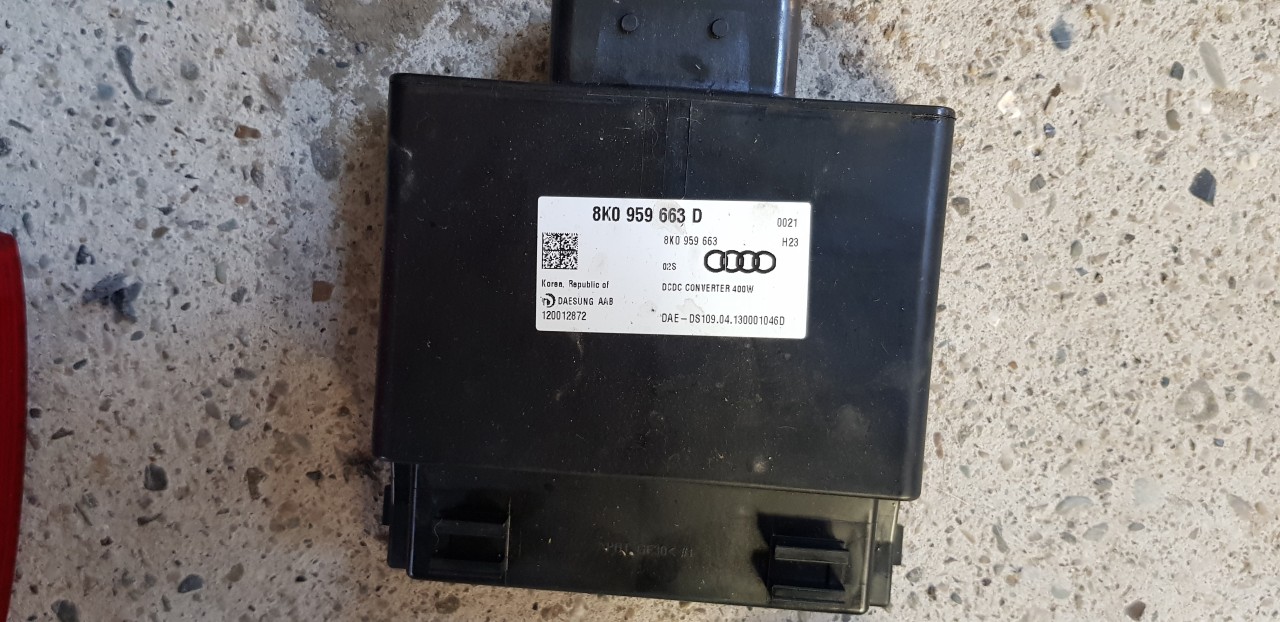 8K0 959 663 D
0021
8K0 959 663
H23
02S
Korea, Republic of
DCDC CONVERTER 400W
DAESUNG AAB
120012872
DAE-DS109.04.130001046D